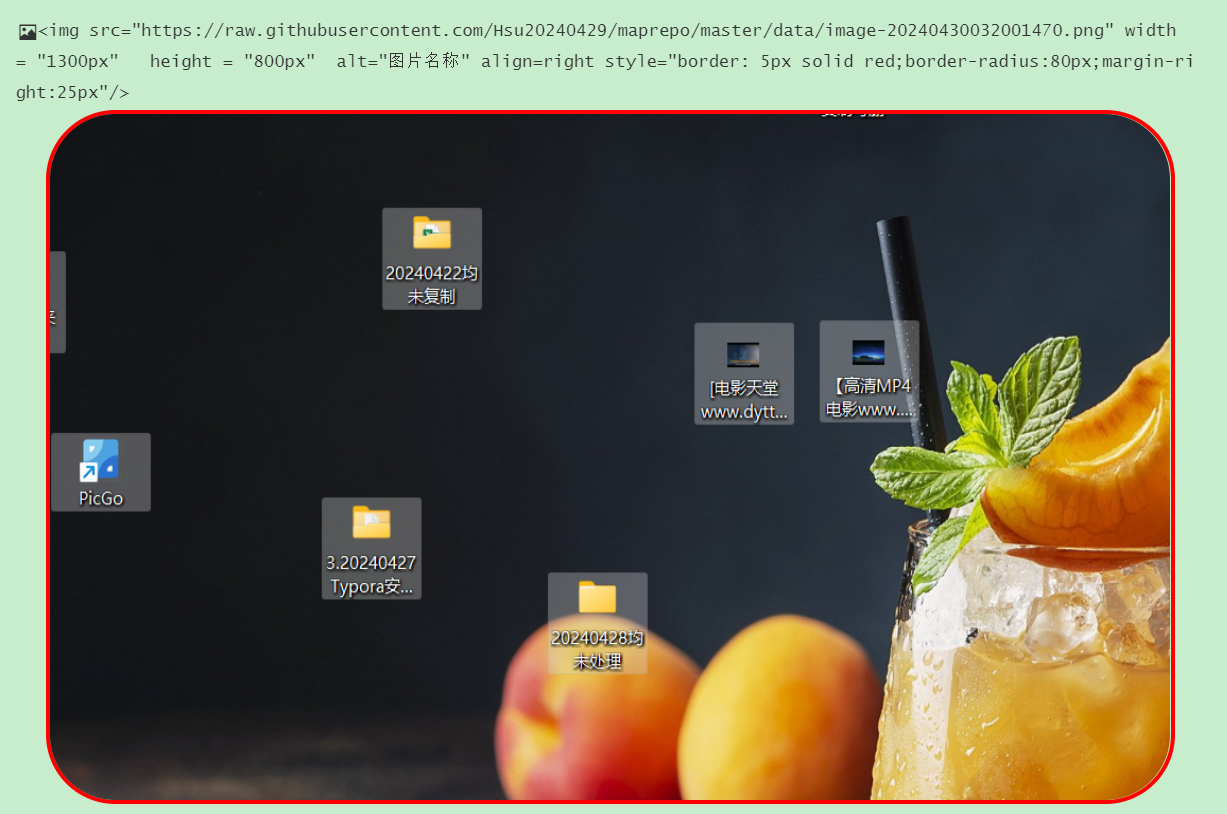 <img src="https://raw.githubusercontent.com/Hsu20240429/maprepo/master/data/image-20240430032001470.png" width
= "1300px"   height = "800px"  alt="图片名称" align=right style="border: 5px solid red;border-radius:80px;margin-ri
ght:25px"/>
20240422均
未复制
[电影天堂
www.dytt...
【高清MP4
电影www....
PicGo
3.20240427
Typora安...
20240428均
未处理